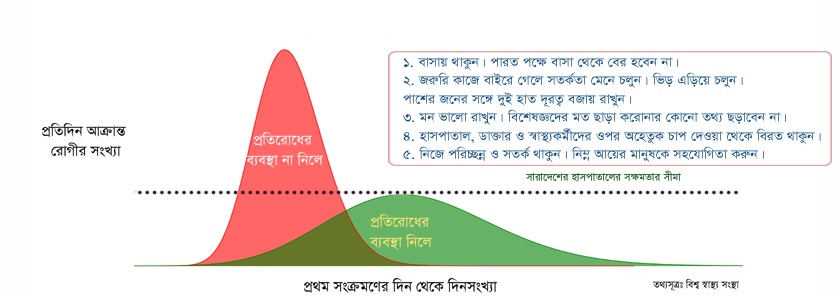 ১. বাসায় থাকুন। পারত পক্ষে বাসা থেকে বের হবেন না।
২. জরুরি কাজে বাইরে গেলে সতর্কতা মেনে চলুন। ভিড় এড়িয়ে চলুন।
পাশের জনের সঙ্গে দুই হাত দূরত্ব বজায় রাখুন।
৩. মন ভালো রাখুন। বিশেষজ্ঞদের মত ছাড়া করোনার কোনো তথ্য ছড়াবেন না।
৪. হাসপাতাল, ডাক্তার ও স্বাস্থ্যকর্মীদের ওপর অহেতুক চাপ দেওয়া থেকে বিরত থাকুন।
৫. নিজে পরিচ্ছন্ন ও সতর্ক থাকুন। নিম্ন আয়ের মানুষকে সহযোগিতা করুন।
প্রতিদিন আক্রান্ত
রোগীর সংখ্যা
প্রতিরোধের
ব্যবস্থা না নিলে
সারাদেশের হাসপাতালের সক্ষমতার সীমা
প্রতিরোধের
ব্যবস্থা নিলে
প্রথম সংক্রমণের দিন থেকে দিনসংখ্যা
তথ্যসূত্রঃ বিশ্ব স্বাস্থ্য সংস্থা